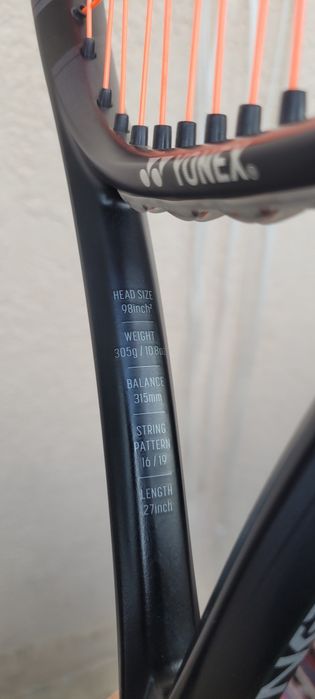 YONEX
HEAD SIZE
98inch²
WEIGHT
305g / 10.8oz
BALANCE
315mm
STRING
PATTERN
16 / 19
LENGTH
27inch